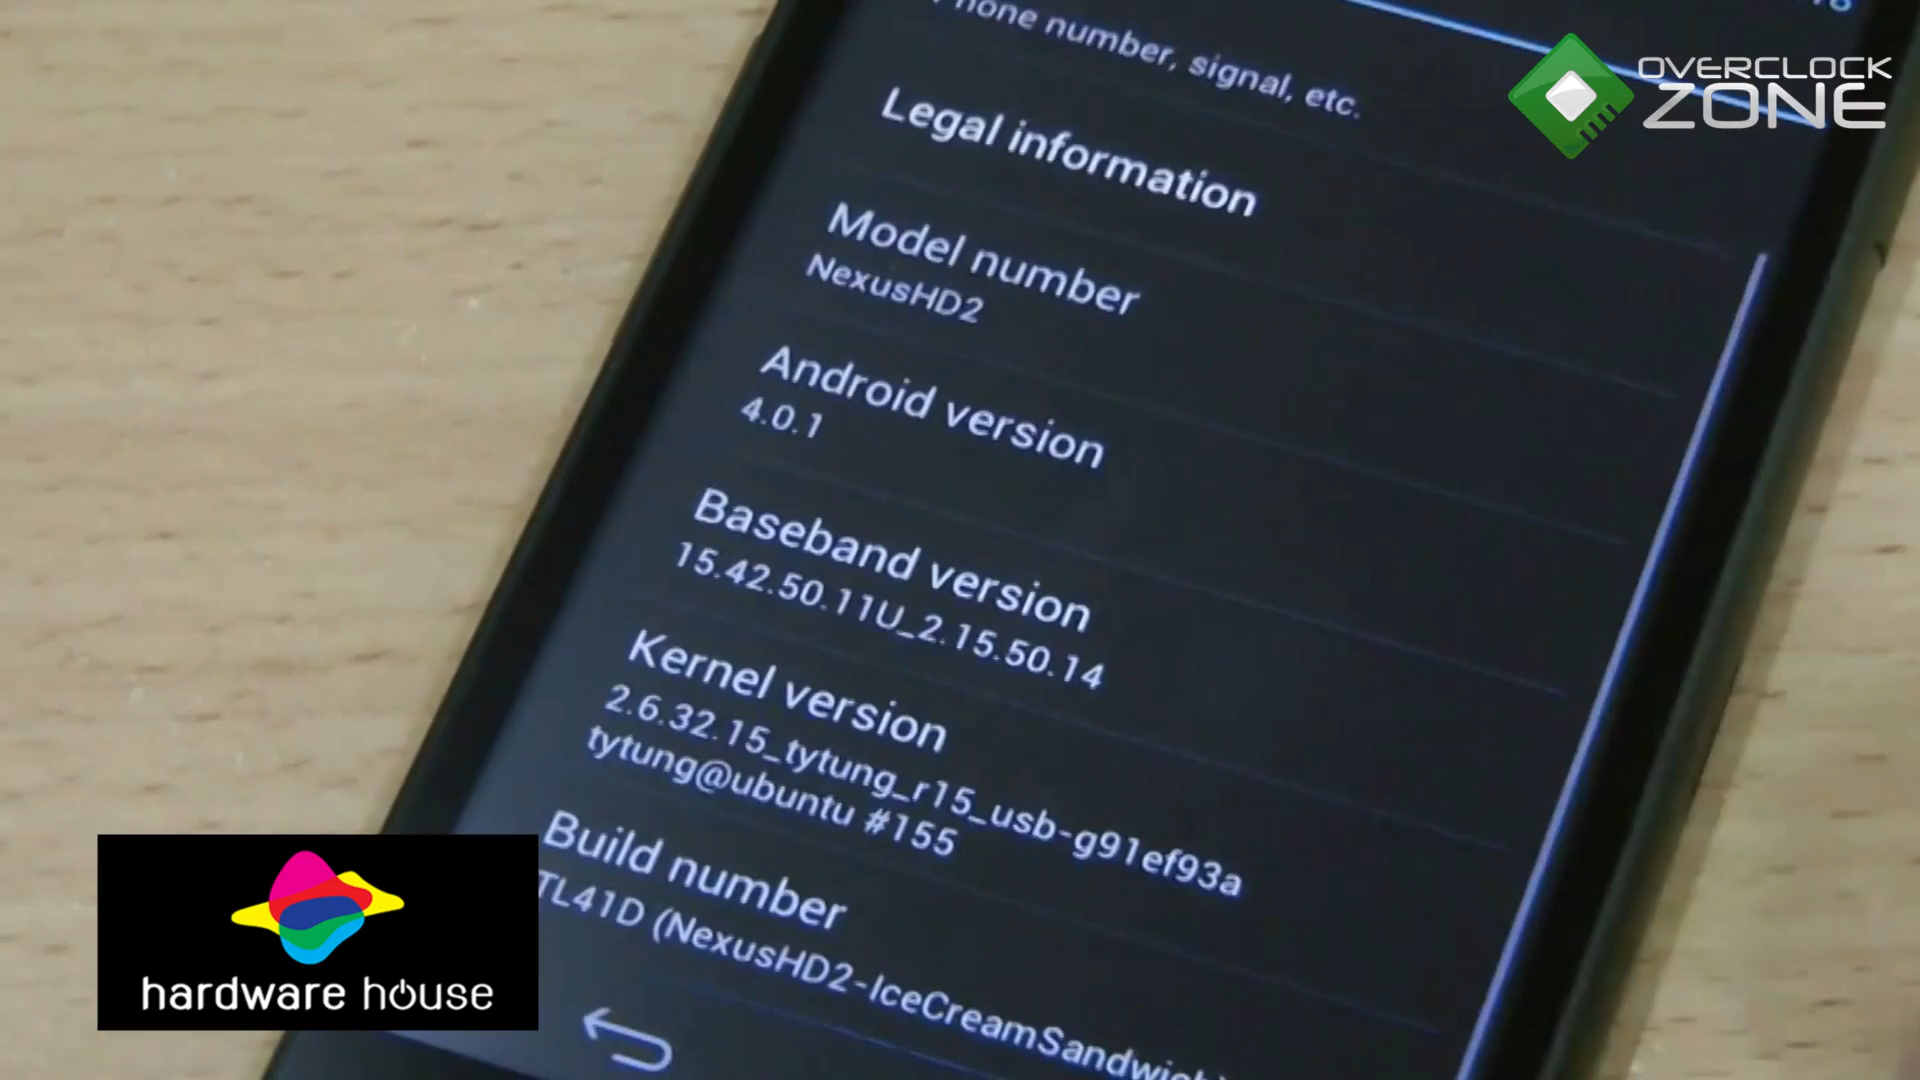 Phone number, signal, etc.
OVERCLOCK
ZONE
Legal information
Model number
NexusHD2
Android version
4.0.1
Baseband version
15.42.50.11U_2.15.50.14
Kernel version
2.6.32.15_tytung_r15_usb-g91ef93a
tytung@ubuntu #155
Build number
(NexusHD2-IceCreamSandwich)
hardware house